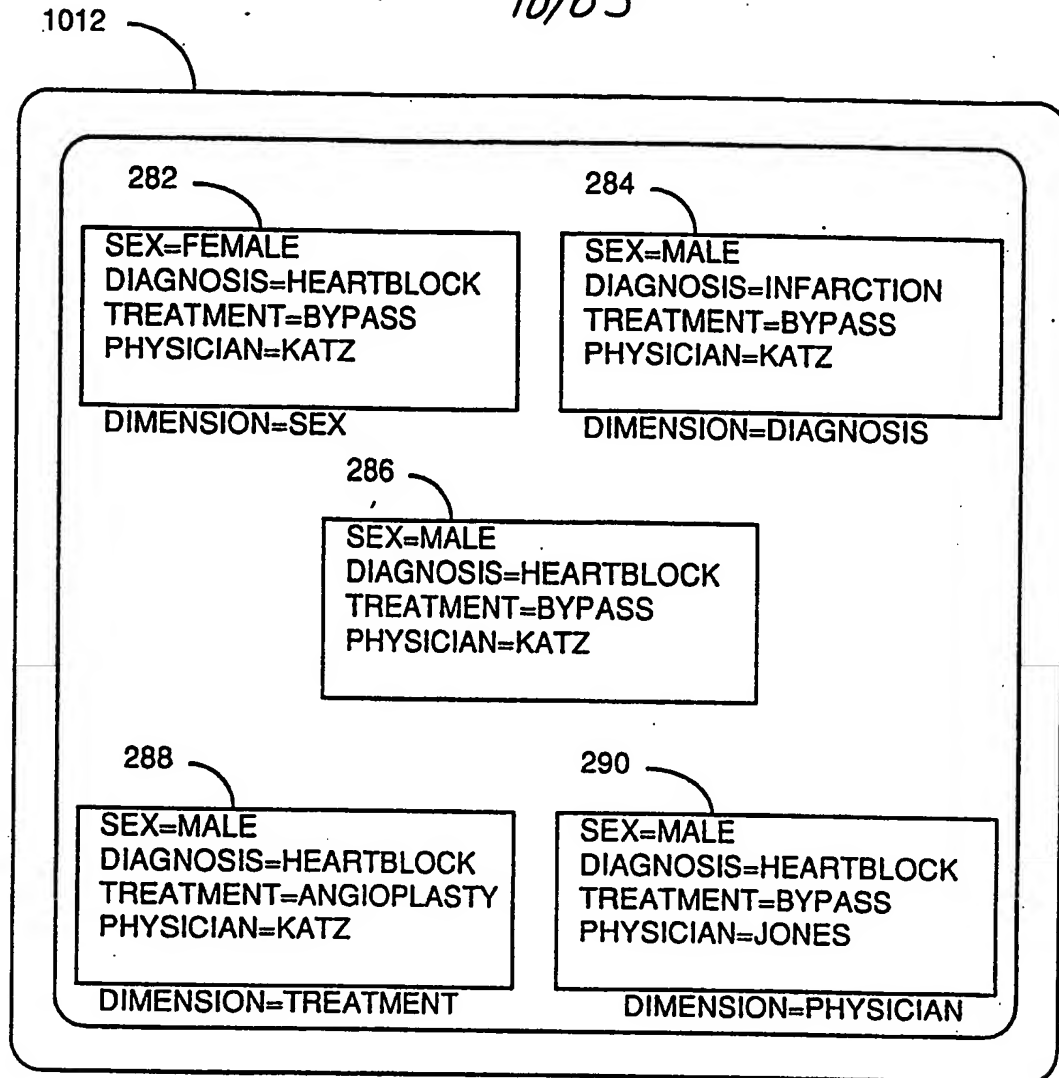 10/63
1012
282
SEX=FEMALE
DIAGNOSIS=HEARTBLOCK
TREATMENT=BYPASS
PHYSICIAN=KATZ
DIMENSION=SEX
284
SEX=MALE
DIAGNOSIS=INFARCTION
TREATMENT=BYPASS
PHYSICIAN=KATZ
DIMENSION=DIAGNOSIS
286
SEX=MALE
DIAGNOSIS=HEARTBLOCK
TREATMENT=BYPASS
PHYSICIAN=KATZ
288
SEX=MALE
DIAGNOSIS=HEARTBLOCK
TREATMENT=ANGIOPLASTY
PHYSICIAN=KATZ
DIMENSION=TREATMENT
290
SEX=MALE
DIAGNOSIS=HEARTBLOCK
TREATMENT=BYPASS
PHYSICIAN=JONES
DIMENSION=PHYSICIAN